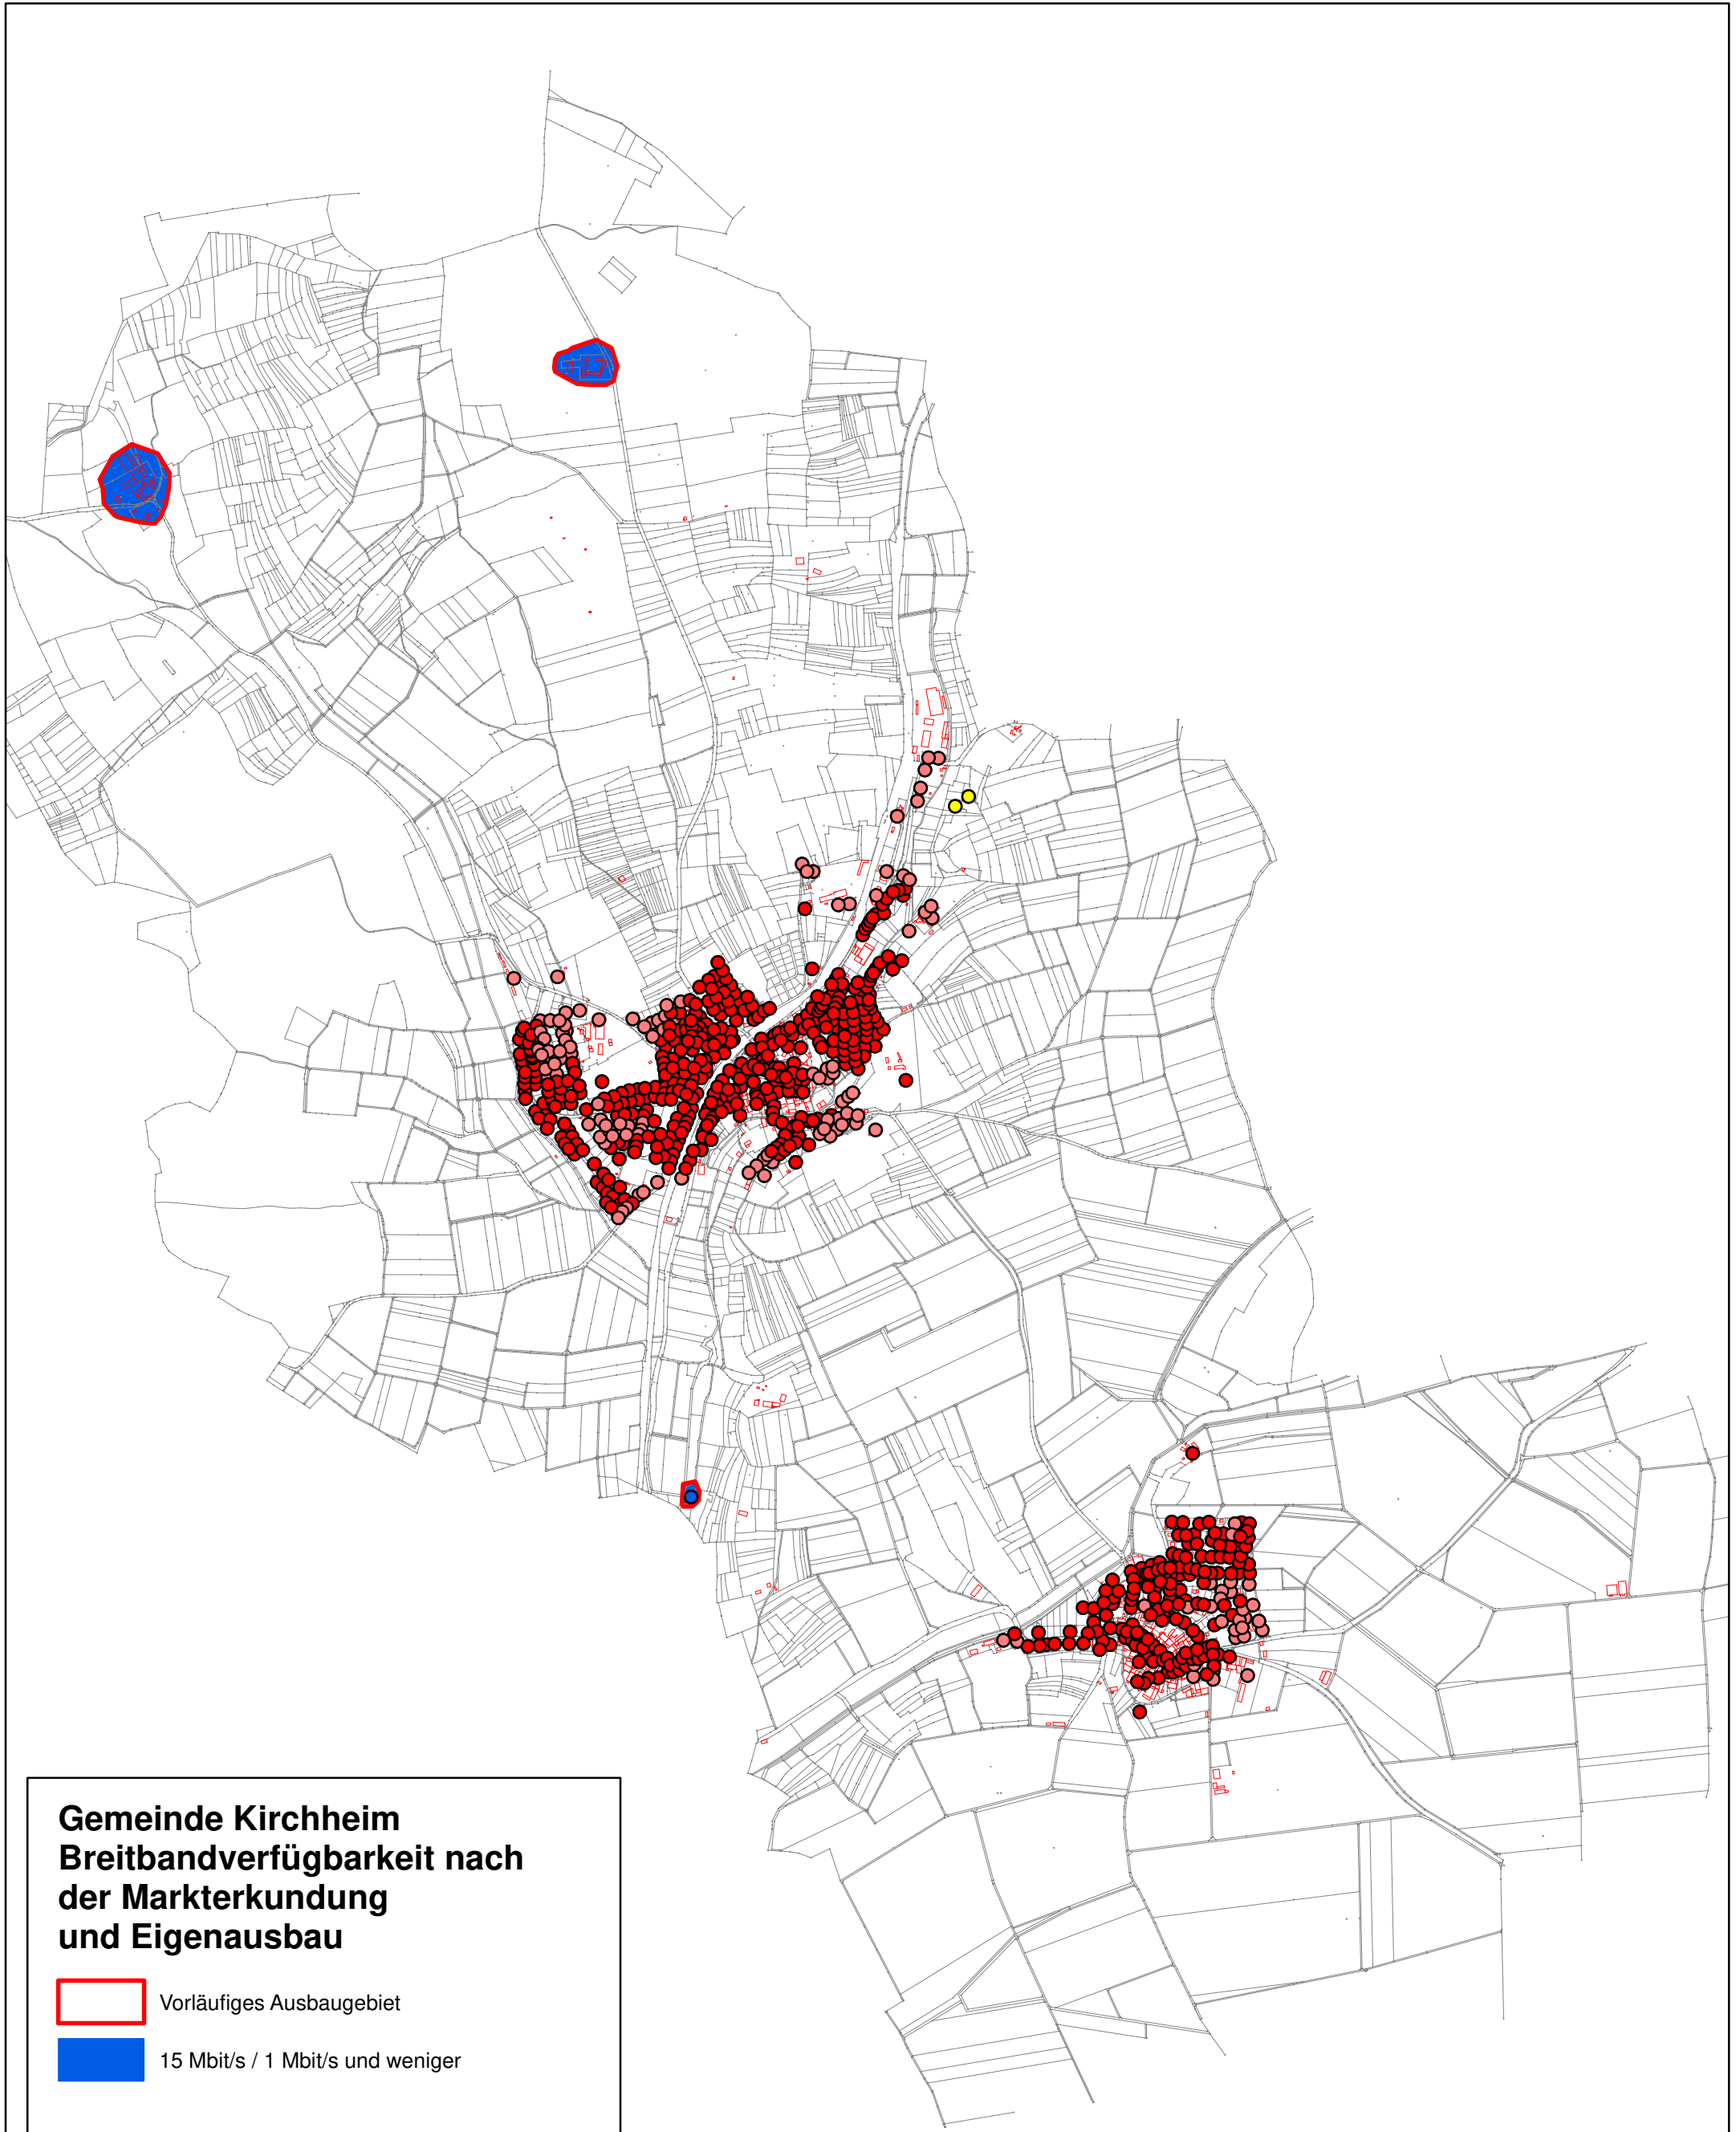 Gemeinde Kirchheim
Breitbandverfügbarkeit nach
der Markterkundung
und Eigenausbau
Vorläufiges Ausbaugebiet
15 Mbit/s / 1 Mbit/s und weniger